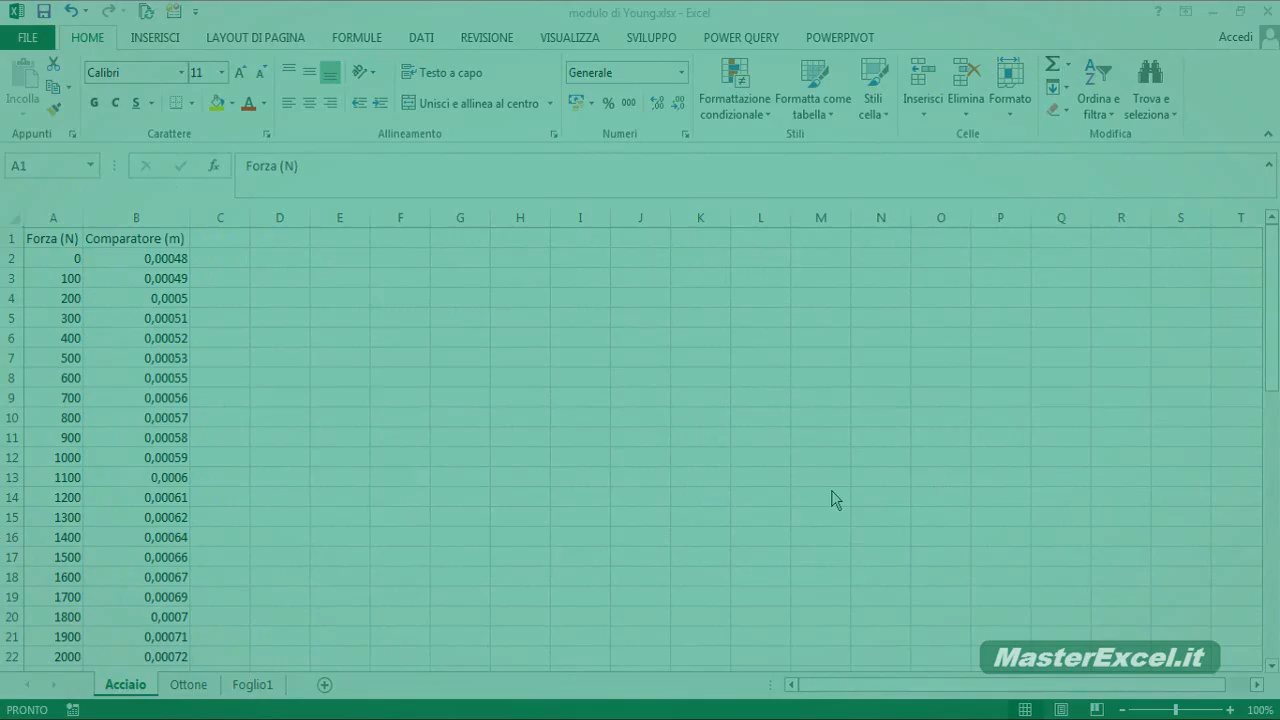 modulo di Young.xlsx - Excel
FILE HOME INSERISCI LAYOUT DI PAGINA FORMULE DATI REVISIONE VISUALIZZA SVILUPPO POWER QUERY POWERPIVOT Accedi
Incolla
Appunti
Calibri 11
G C S A
Carattere
Testo a capo
Unisci e allinea al centro
Allineamento
Generale
% 000
Numeri
Formattazione condizionale
Formatta come tabella
Stili cella
Stili
Inserisci Elimina Formato
Celle
Ordina e filtra
Trova e seleziona
Modifica
A1 fx Forza (N)
A B C D E F G H I J K L M N O P Q R S T
1 Forza (N) Comparatore (m)
2 0 0,00048
3 100 0,00049
4 200 0,0005
5 300 0,00051
6 400 0,00052
7 500 0,00053
8 600 0,00055
9 700 0,00056
10 800 0,00057
11 900 0,00058
12 1000 0,00059
13 1100 0,0006
14 1200 0,00061
15 1300 0,00062
16 1400 0,00064
17 1500 0,00066
18 1600 0,00067
19 1700 0,00069
20 1800 0,0007
21 1900 0,00071
22 2000 0,00072
MasterExcel.it
Acciaio Ottone Foglio1
PRONTO 100%